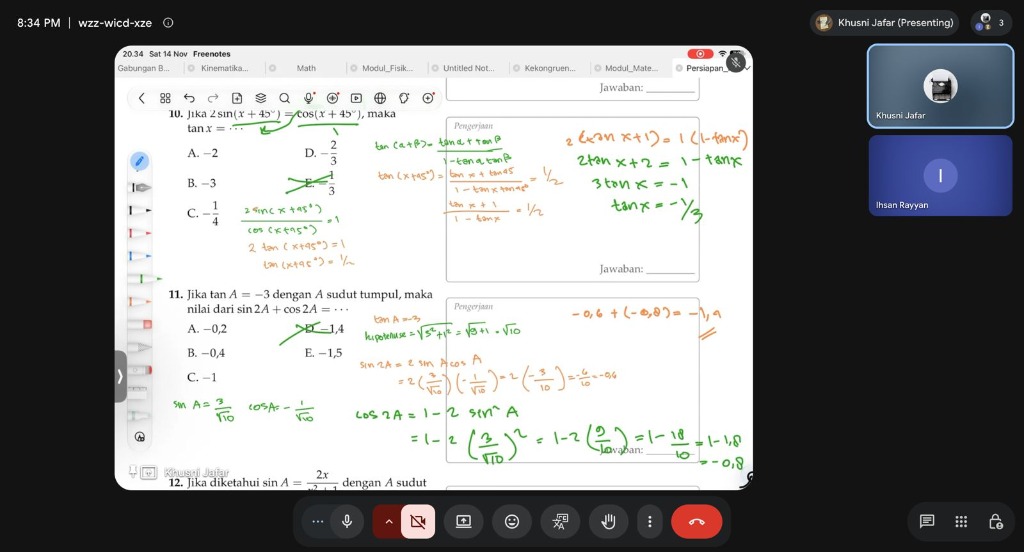 8:34 PM | wzz-wicd-xze
Khusni Jafar (Presenting)
3
20.34 Sat 14 Nov Freenotes
Gabungan B... Kinematika... Math Modul_Fisik... Untitled Not... Kekongruen... Modul_Mate... Persiapan_
Jawaban: ________
10. Jika 2 sin(x + 45°) = cos(x + 45°), maka
tan x = · · ·
A. −2
D. −2/3
B. −3
E. −1/3
C. −1/4
2 sin(x + 45°)/cos(x + 45°) = 1
2 tan (x+45°) = 1
tan (x+45°) = 1/2
Pengerjaan
tan (α+β) = tan α + tan β/1 - tan α tan β
tan (x+45°) = tan x + tan 45/1 - tan x tan 45° = 1/2
tan x + 1/1 - tan x = 1/2
2 (tan x + 1) = 1 (1 - tan x)
2 tan x + 2 = 1 - tan x
3 tan x = -1
tan x = -1/3
Jawaban: ________
11. Jika tan A = −3 dengan A sudut tumpul, maka
nilai dari sin 2A + cos 2A = · · ·
A. −0,2
D. −1,4
B. −0,4
E. −1,5
C. −1
sin A = 3/√10 cos A = - 1/√10
Pengerjaan
tan A = -3
hipotenuse = √3² + 1² = √9+1 = √10
sin 2A = 2 sin A cos A
= 2 (3/√10) (-1/√10) = 2 (-3/10) = -6/10 = -0,6
cos 2A = 1 - 2 sin² A
= 1 - 2 (3/√10)² = 1 - 2 (9/10) = 1 - 18/10 = 1 - 1,8
= -0,8
-0,6 + (-0,8) = -1,4
Jawaban:
12. Jika diketahui sin A = 2x/x² + 1 dengan A sudut
Khusni Jafar
Khusni Jafar
I
Ihsan Rayyan